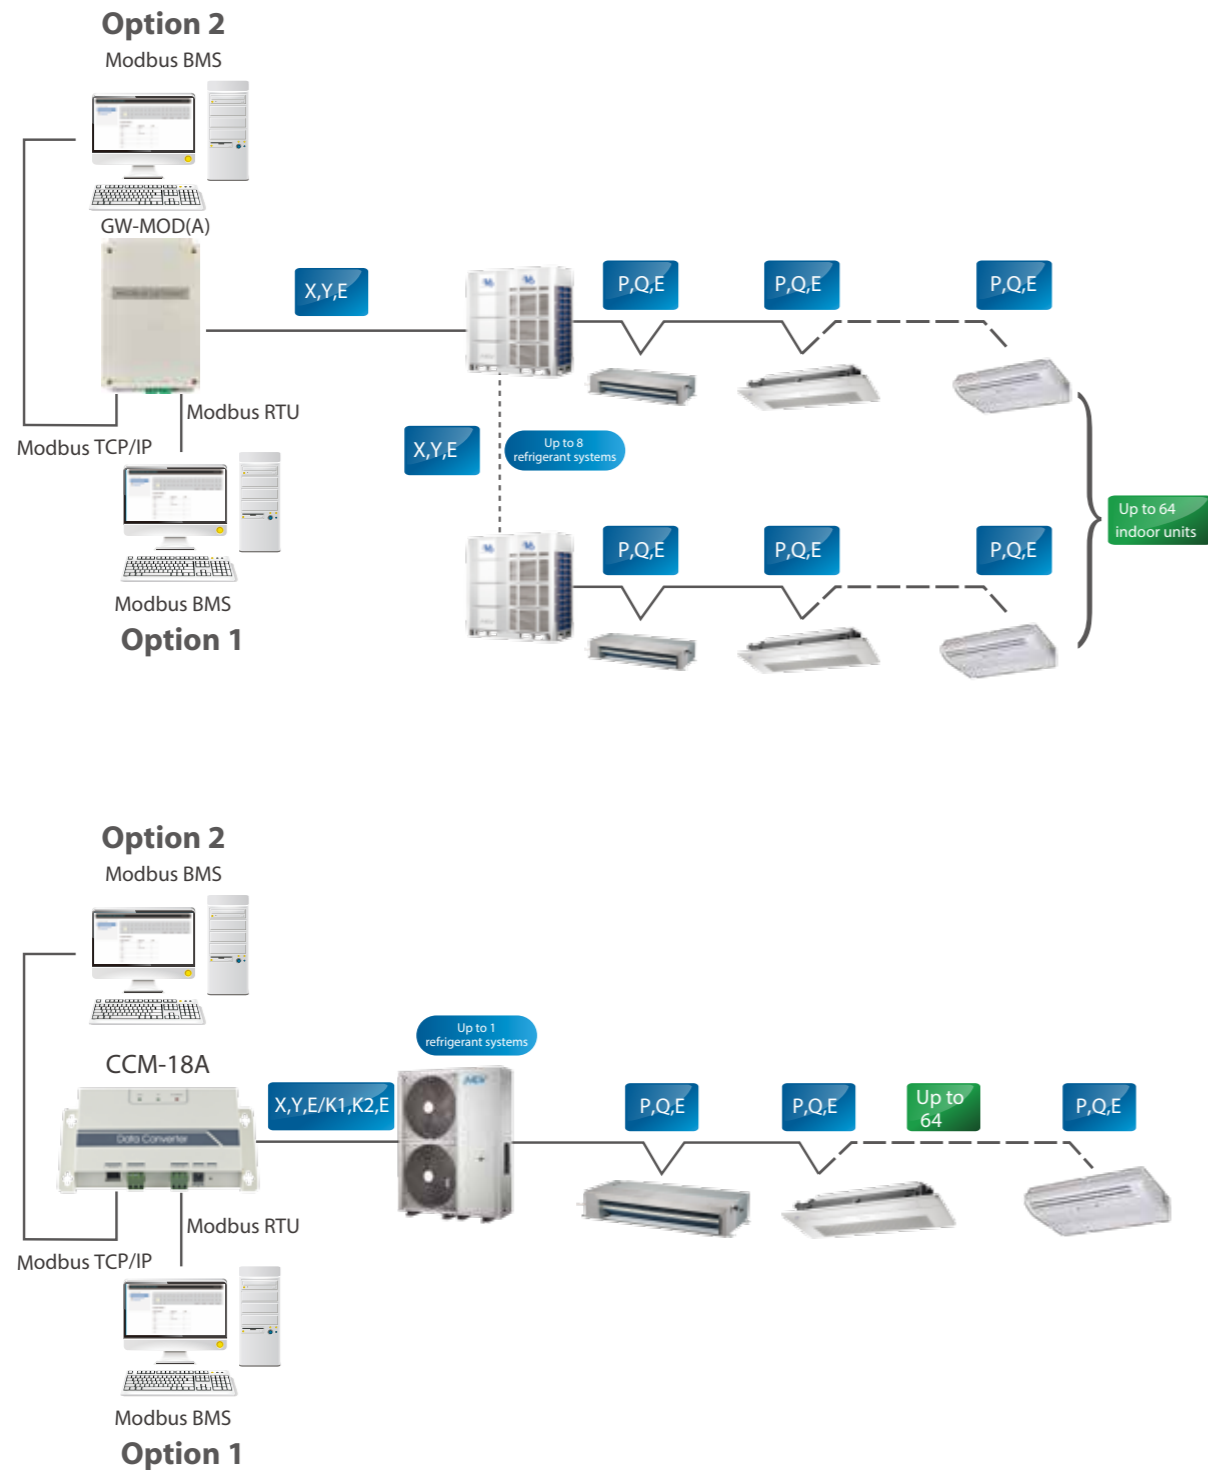 Option 2
Modbus BMS
GW-MOD(A)
X,Y,E
P,Q,E
P,Q,E
P,Q,E
Modbus RTU
Modbus TCP/IP
X,Y,E
Up to 8
refrigerant systems
Up to 64
indoor units
P,Q,E
P,Q,E
P,Q,E
Modbus BMS
Option 1
Option 2
Modbus BMS
CCM-18A
Up to 1
refrigerant systems
X,Y,E/K1,K2,E
P,Q,E
P,Q,E
Up to
64
P,Q,E
Data Converter
Modbus RTU
Modbus TCP/IP
Modbus BMS
Option 1